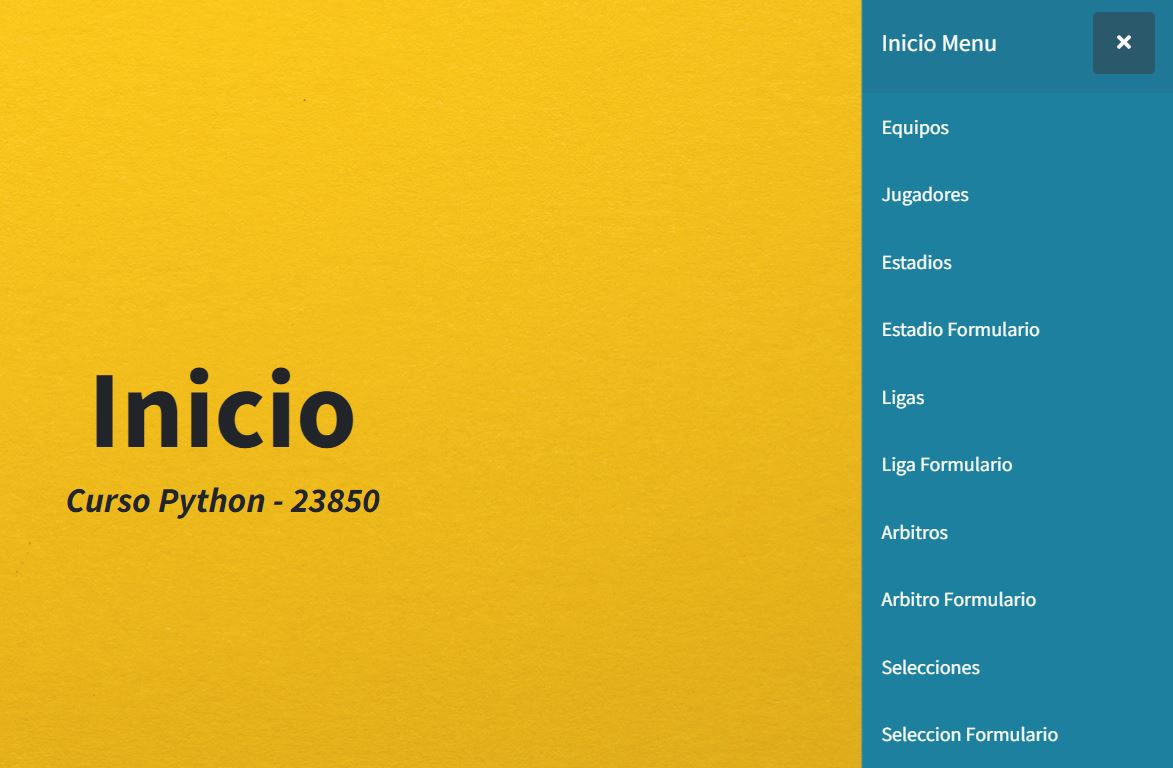 Inicio
Curso Python - 23850
Inicio Menu
Equipos
Jugadores
Estadios
Estadio Formulario
Ligas
Liga Formulario
Arbitros
Arbitro Formulario
Selecciones
Seleccion Formulario